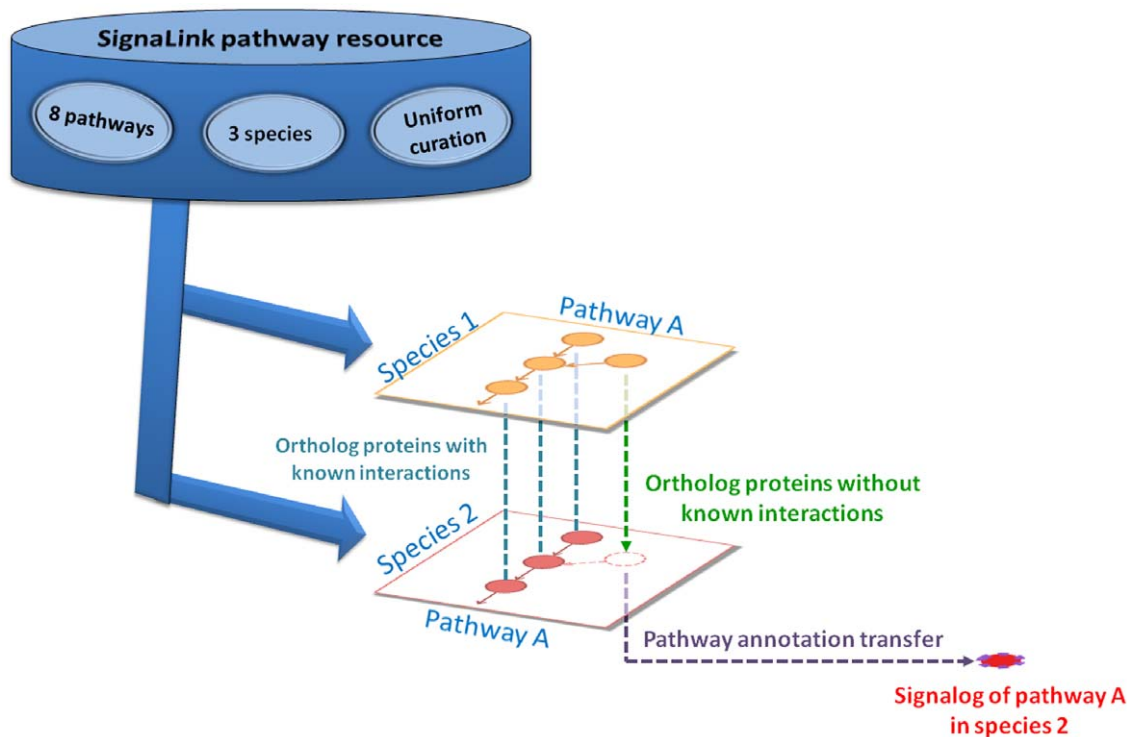 SignaLink pathway resource
8 pathways
3 species
Uniform
curation
Species 1
Pathway A
Ortholog proteins with
known interactions
Ortholog proteins without
known interactions
Species 2
Pathway A
Pathway annotation transfer
Signalog of pathway A
in species 2